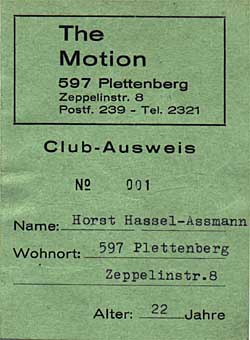 The
Motion
597 Plettenberg
Zeppelinstr. 8
Postf. 239 - Tel. 2321
Club-Ausweis
Nº 001
Name: Horst Hassel-Assmann
Wohnort: 597 Plettenberg
Zeppelinstr.8
Alter: 22 Jahre